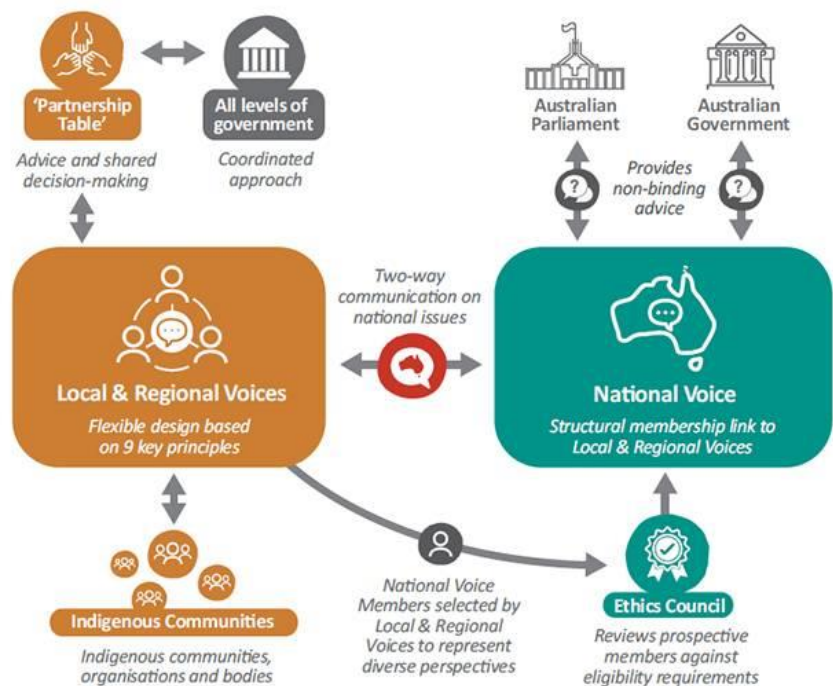 'Partnership
Table'
Advice and shared
decision-making
All levels of
government
Coordinated
approach
Australian
Parliament
Australian
Government
Provides
non-binding
advice
?
?
Local & Regional Voices
Flexible design based
on 9 key principles
Two-way
communication on
national issues
National Voice
Structural membership link to
Local & Regional Voices
Indigenous Communities
Indigenous communities,
organisations and bodies
National Voice
Members selected by
Local & Regional
Voices to represent
diverse perspectives
Ethics Council
Reviews prospective
members against
eligibility requirements